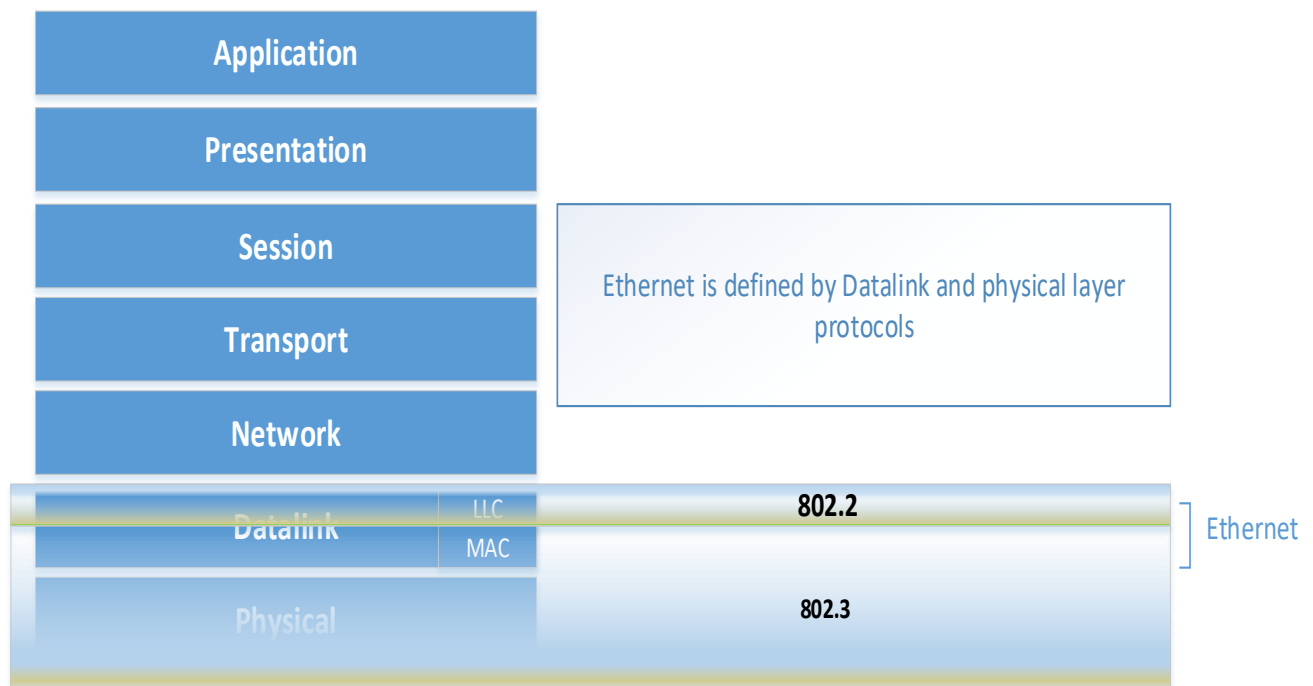 Application
Presentation
Session
Ethernet is defined by Datalink and physical layer
protocols
Transport
Network
Datalink
LLC
802.2
MAC
Ethernet
Physical
802.3